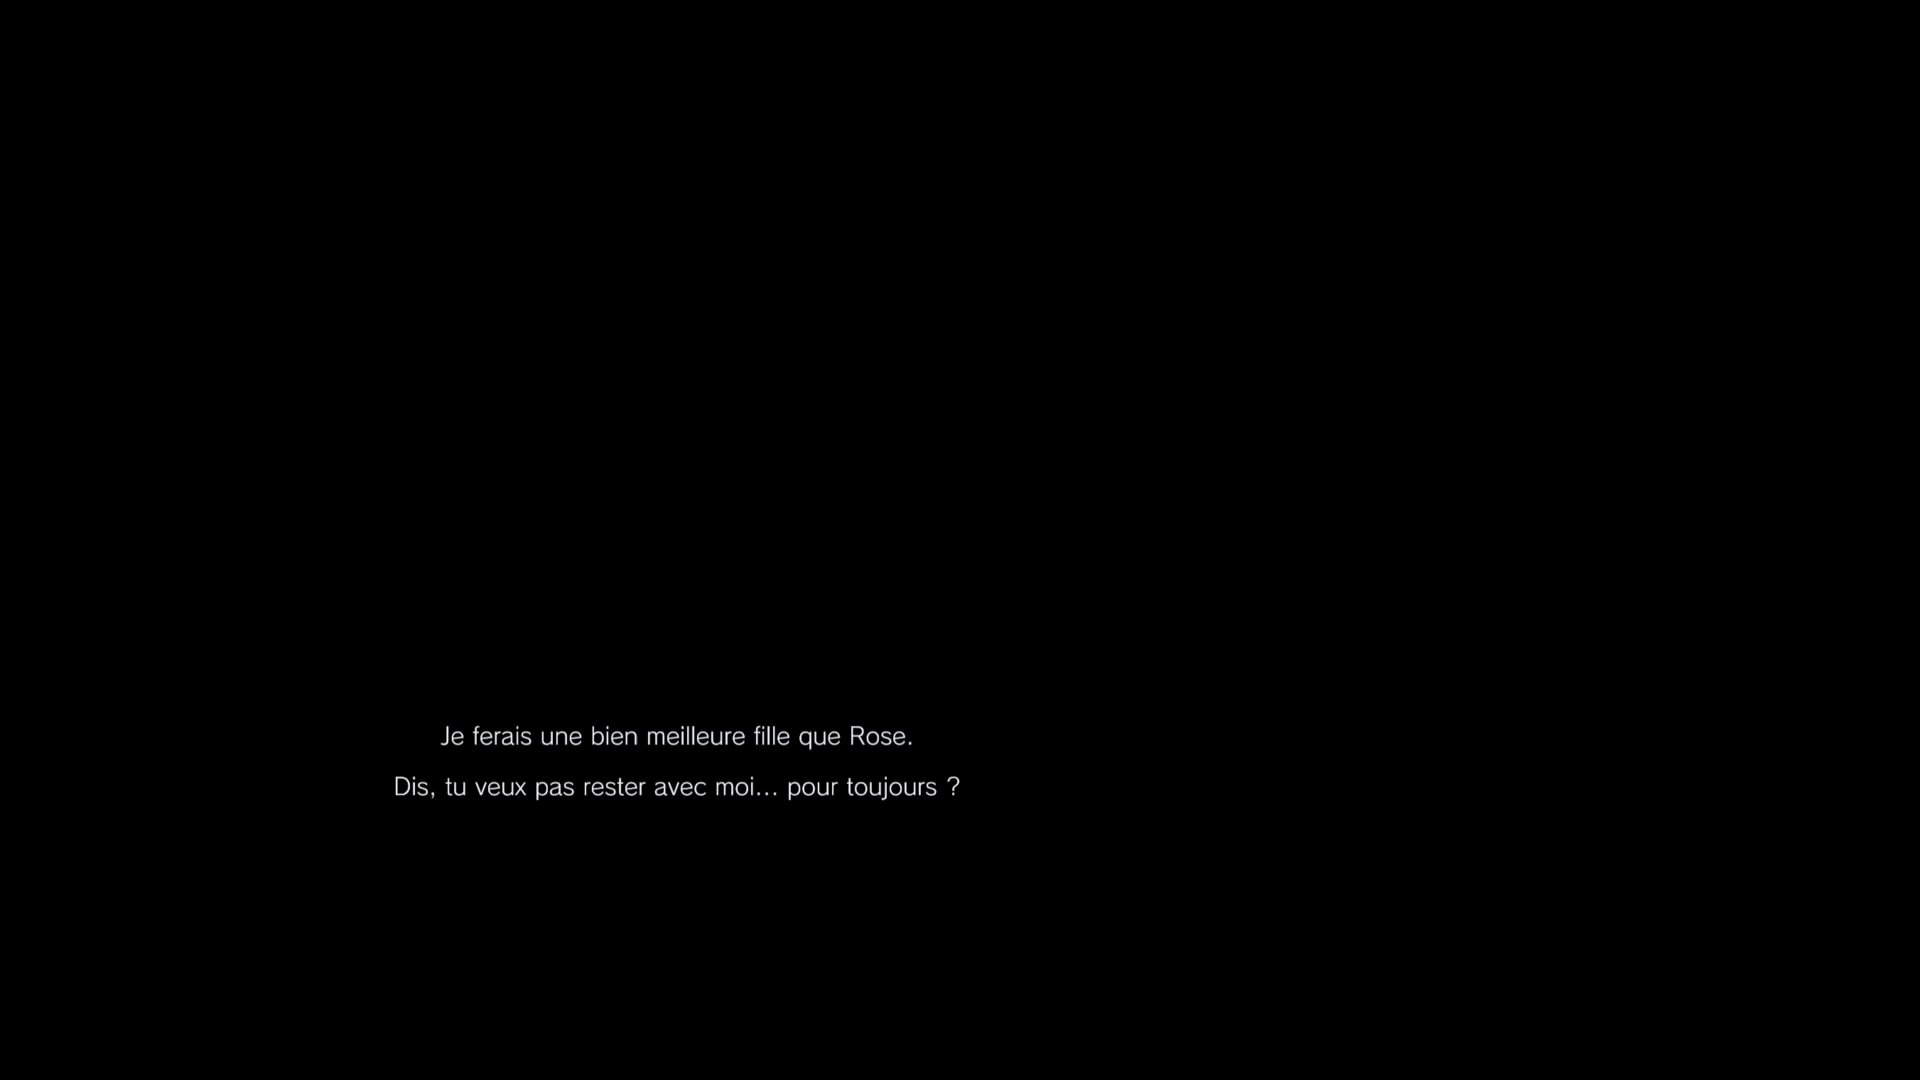 Je ferais une bien meilleure fille que Rose.
Dis, tu veux pas rester avec moi… pour toujours ?